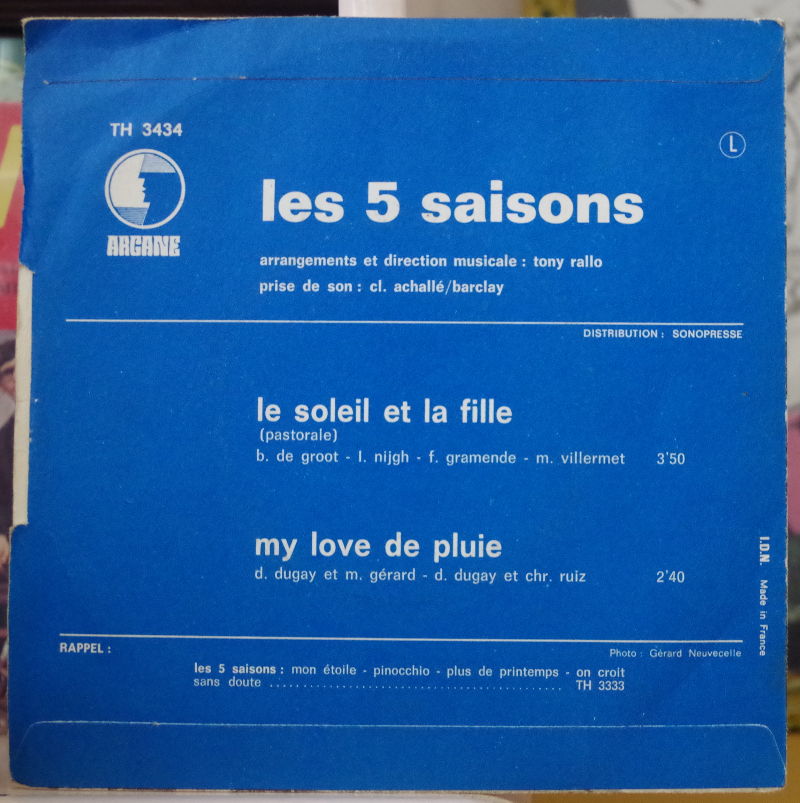 TH 3434
L
ARCANE
les 5 saisons
arrangements et direction musicale : tony rallo
prise de son : cl. achallé/barclay
DISTRIBUTION : SONOPRESSE
le soleil et la fille
(pastorale)
b. de groot - l. nijgh - f. gramende - m. villermet 3'50
my love de pluie
d. dugay et m. gérard - d. dugay et chr. ruiz 2'40
I.D.N. Made in France
RAPPEL :
Photo : Gérard Neuvecelle
les 5 saisons : mon étoile - pinocchio - plus de printemps - on croit
sans doute ............................................ TH 3333